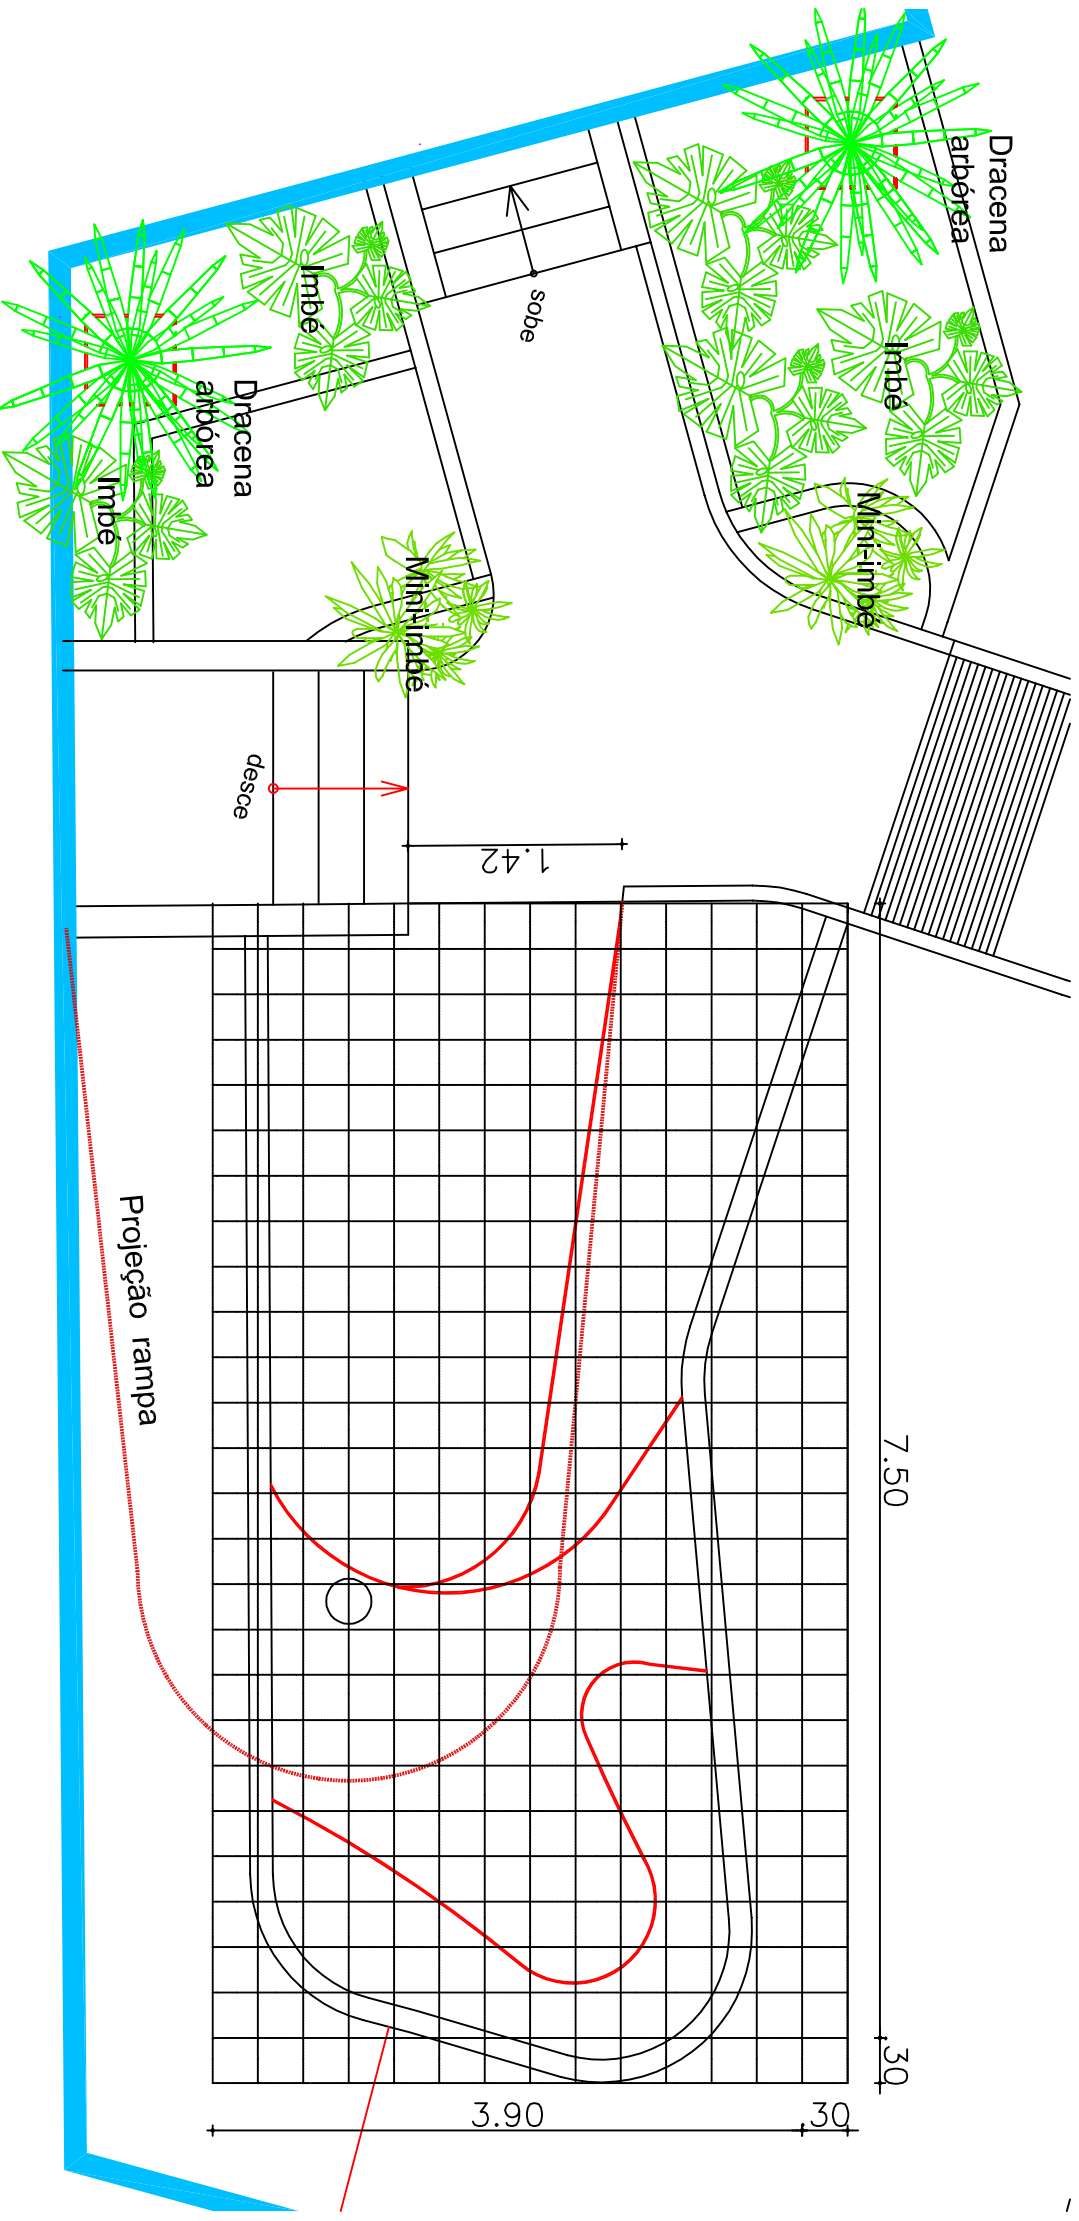 Dracena
arbórea
Imbé
sobe
Imbé
Dracena
arbórea
Imbé
Mini-imbé
Mini-imbé
desce
1.42
Projeção rampa
7.50
.30
3.90
.30